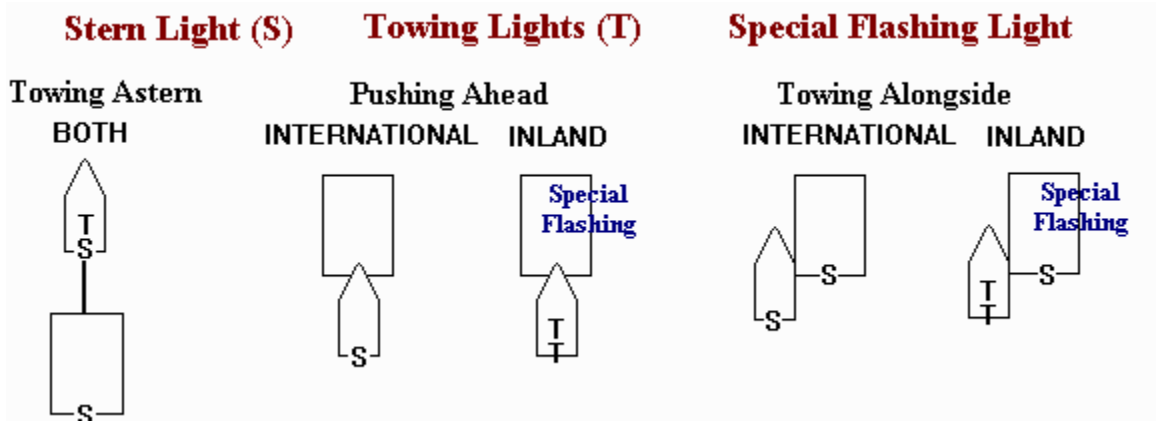 Stern Light (S) Towing Lights (T) Special Flashing Light
Towing Astern
BOTH
T
S
S
Pushing Ahead
INTERNATIONAL INLAND
S
Special
Flashing
T
T
Towing Alongside
INTERNATIONAL INLAND
S
S
Special
Flashing
S
T
T